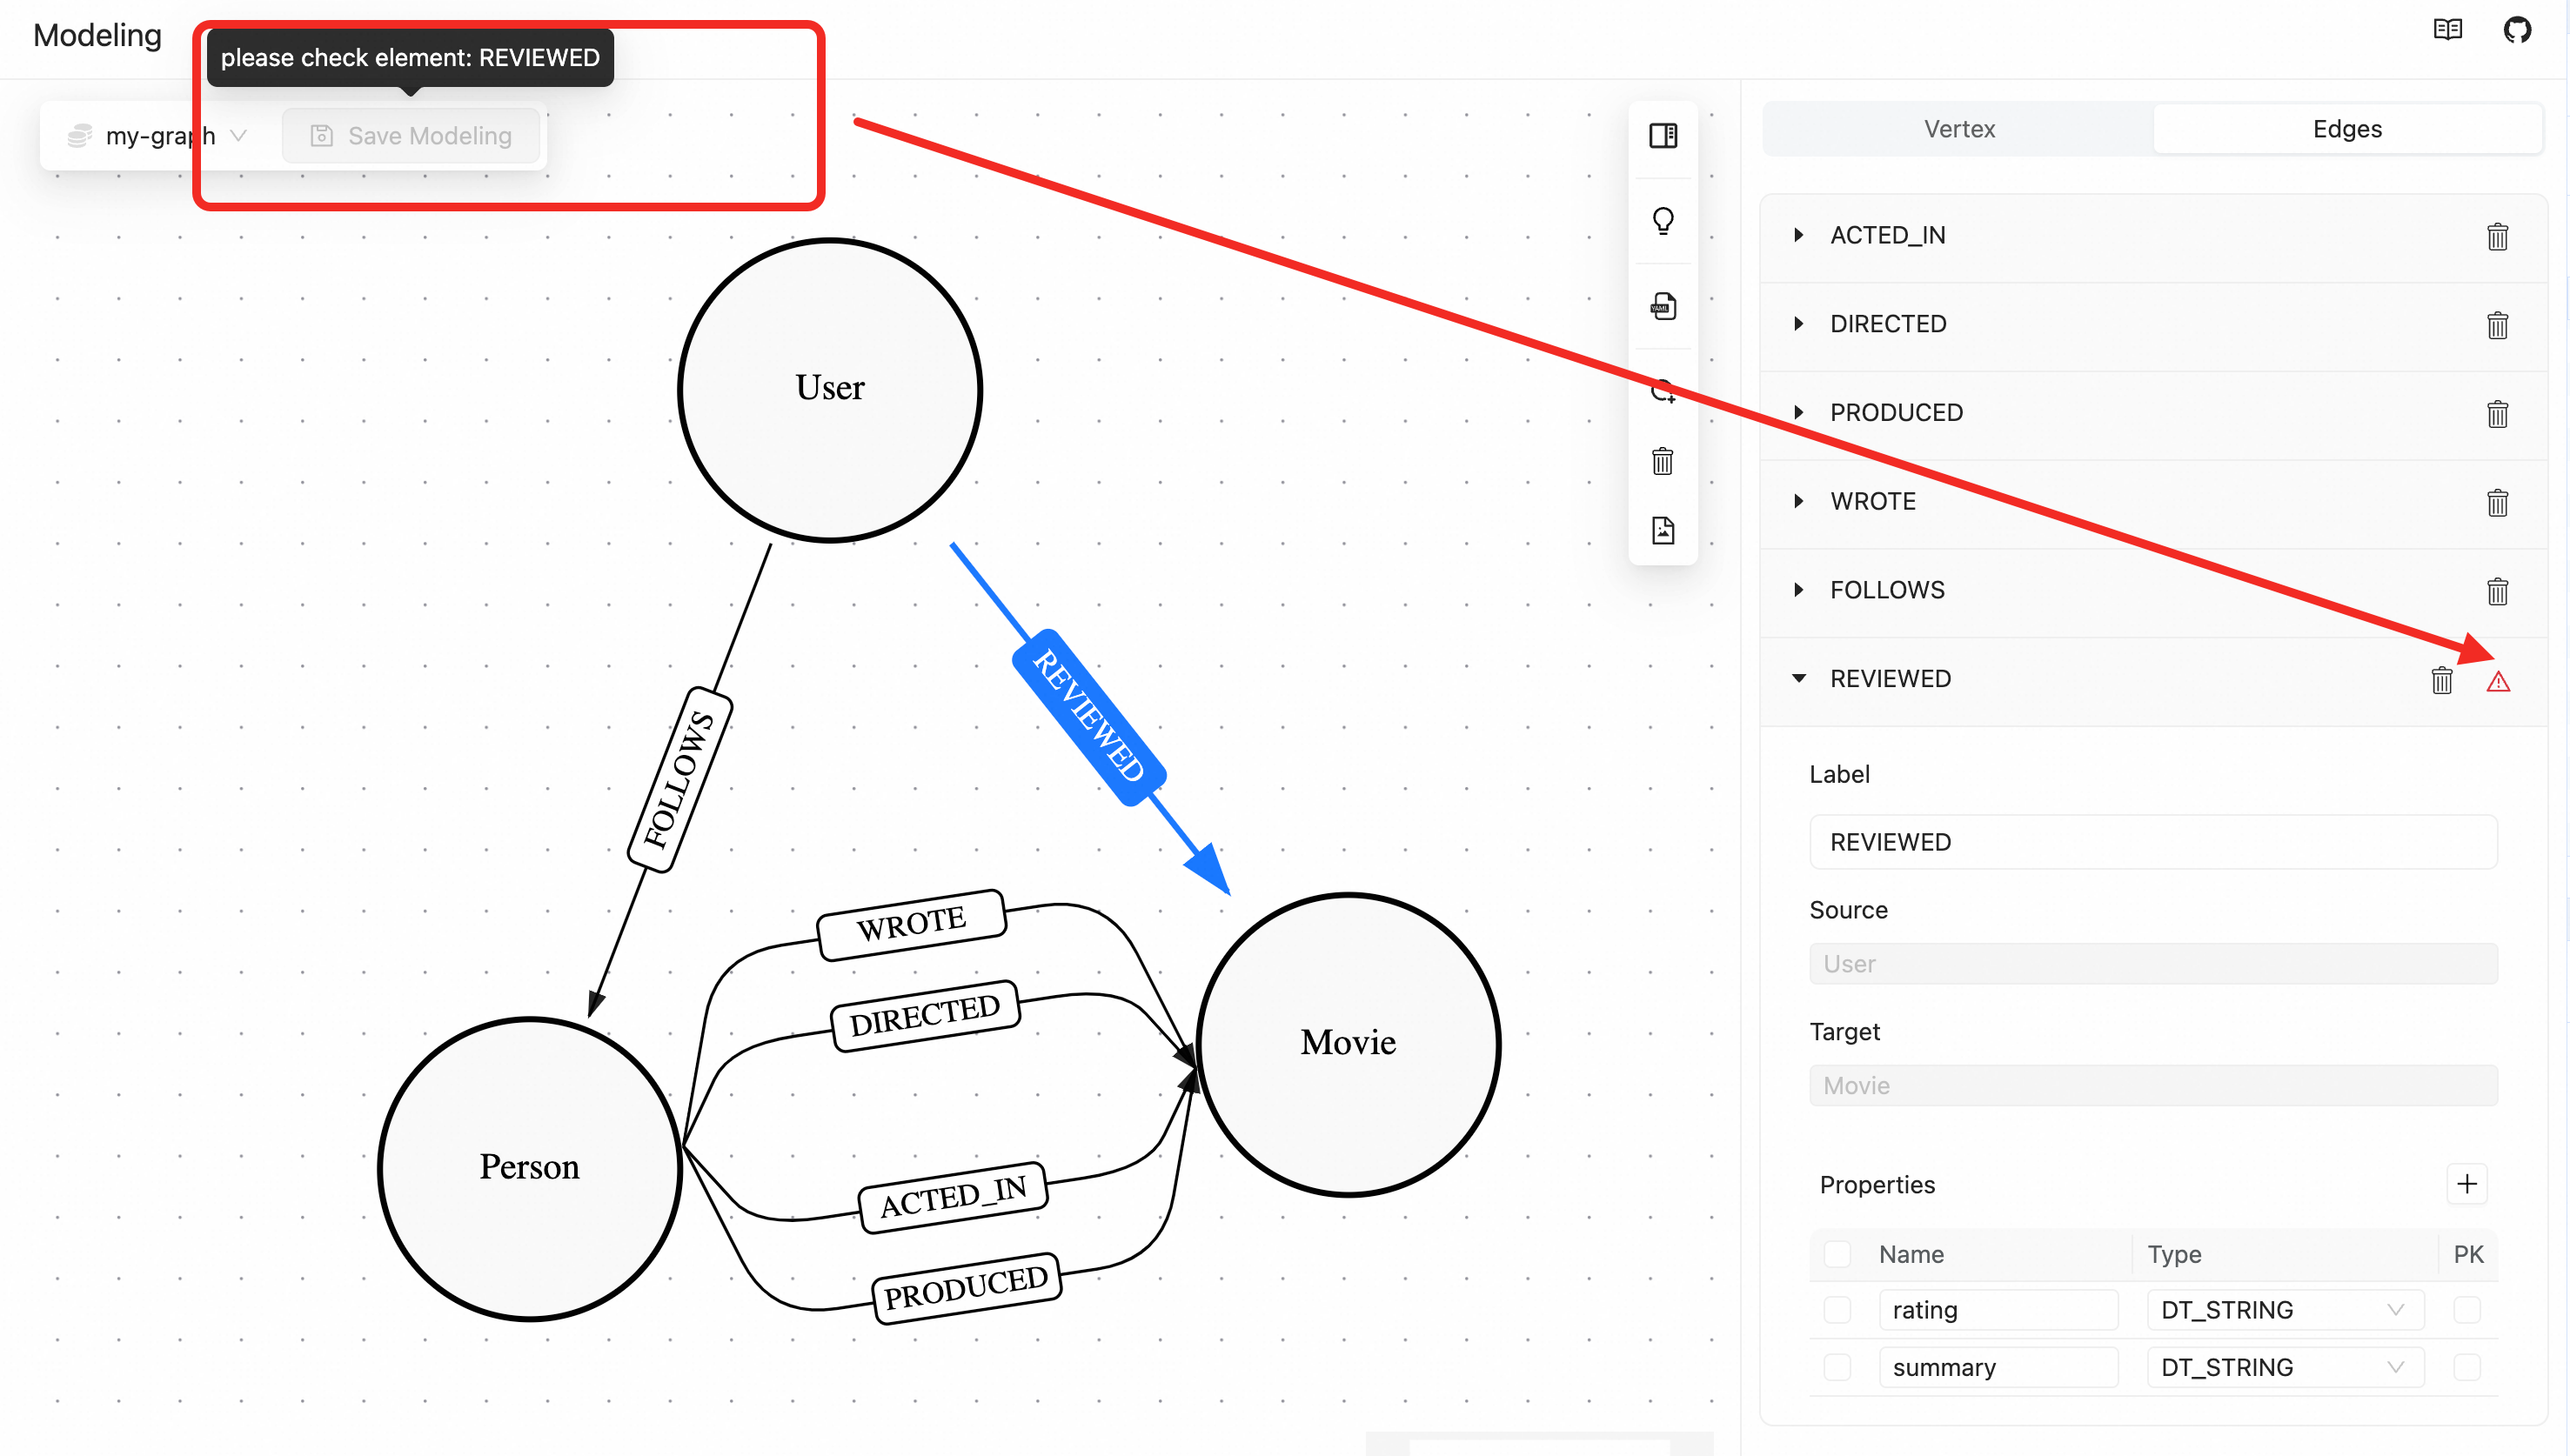 Modeling
please check element: REVIEWED
my-graph
Save Modeling
Vertex
Edges
YAML
ACTED_IN
DIRECTED
PRODUCED
WROTE
FOLLOWS
REVIEWED
Label
REVIEWED
Source
User
Target
Movie
Properties
Name
Type
PK
rating
DT_STRING
summary
DT_STRING
User
REVIEWED
FOLLOWS
WROTE
DIRECTED
Movie
Person
ACTED_IN
PRODUCED